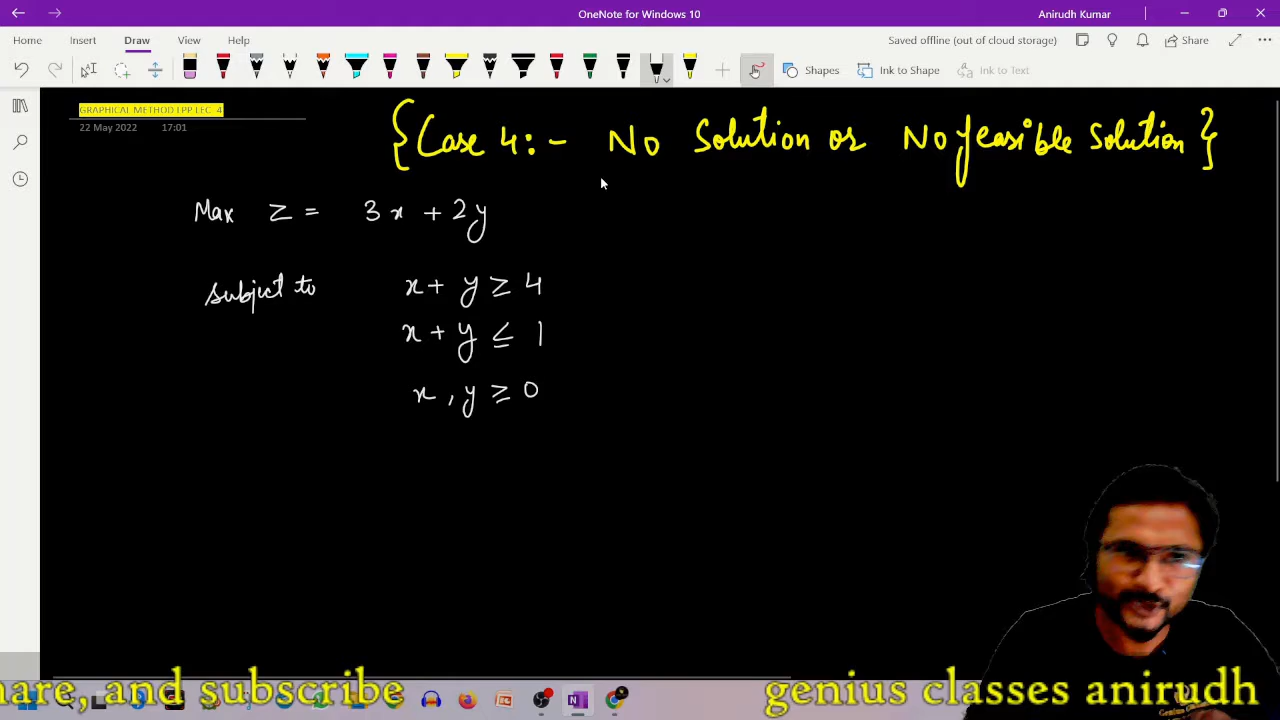 OneNote for Windows 10
Anirudh Kumar
Home Insert Draw View Help
Saved offline (out of cloud storage)
Share
Shapes
Ink to Shape
Ink to Text
GRAPHICAL METHOD LPP LEC 4
22 May 2022 17:01
{Case 4:- No Solution or No feasible Solution}
Max Z = 3x + 2y
Subject to x + y ≥ 4
x + y ≤ 1
x, y ≥ 0
hare, and subscribe
genius classes anirudh